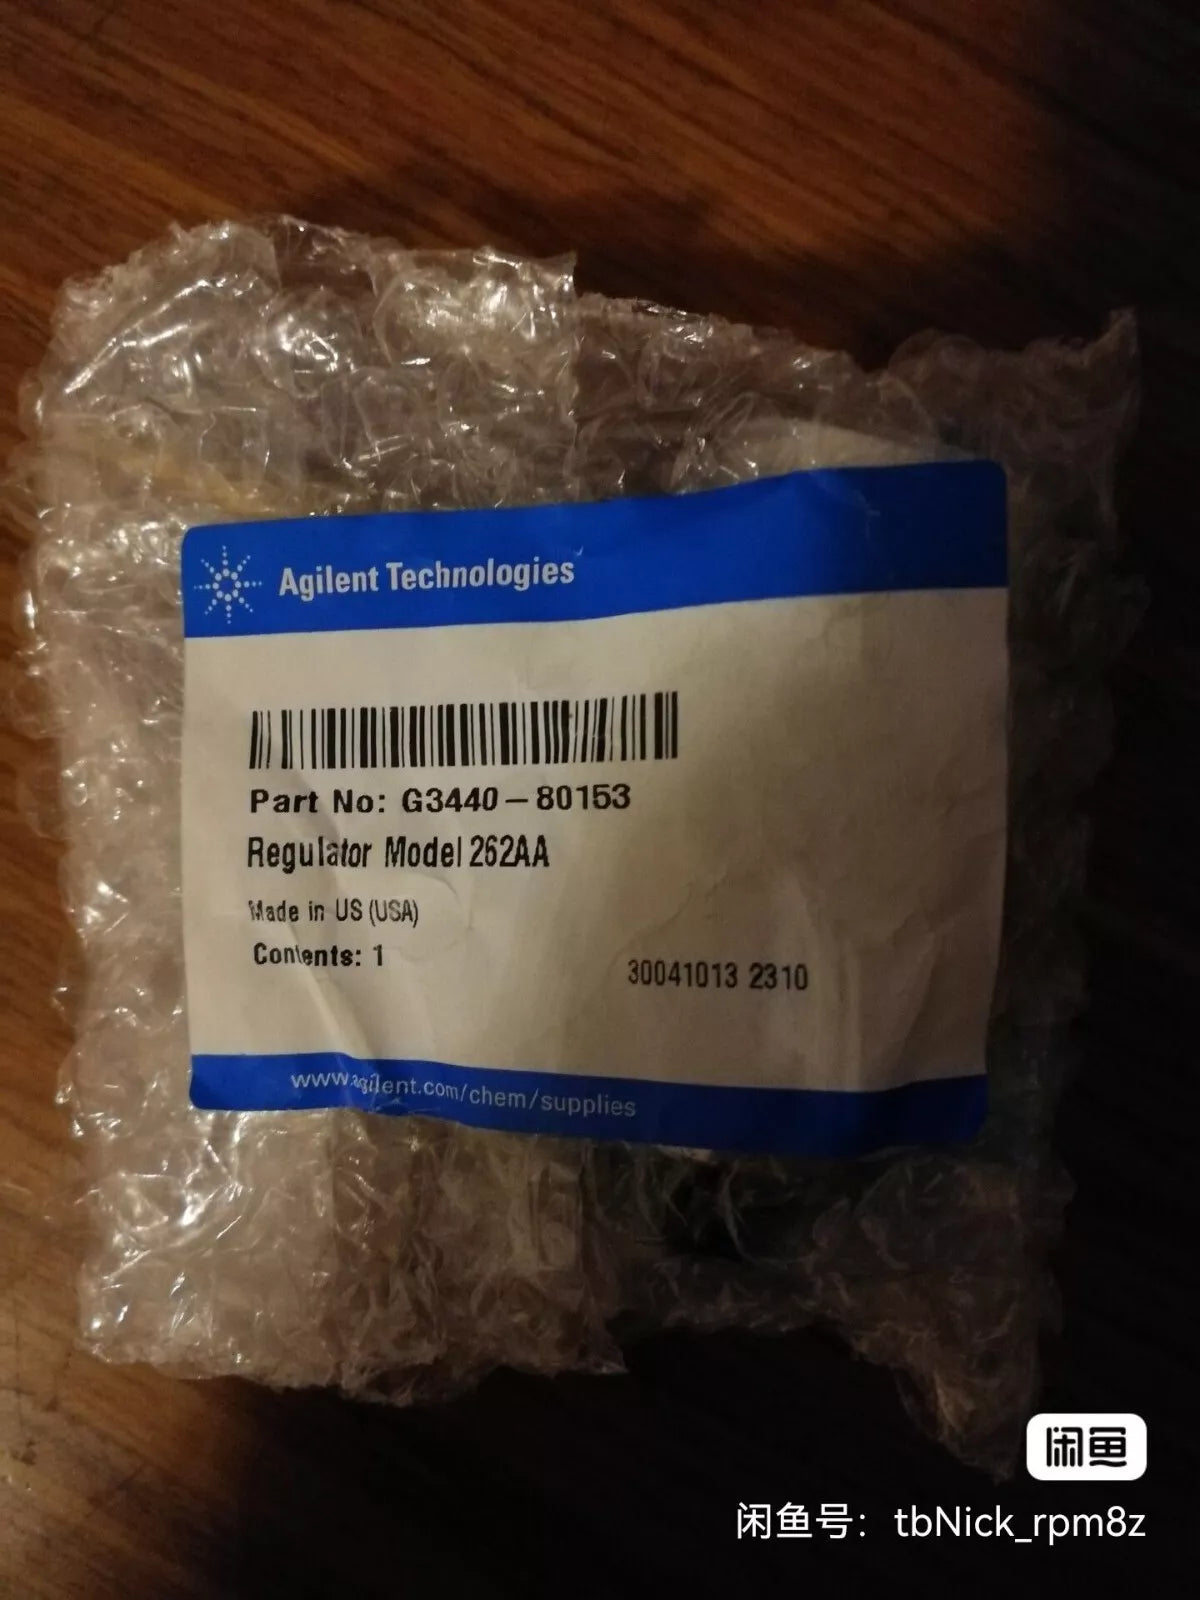 Agilent Technologies
Part No: G3440-80153
Regulator Model 262AA
Made in US (USA)
Contents: 1
30041013 2310
www.agilent.com/chem/supplies
闲鱼
闲鱼号：tbNick_rpm8z